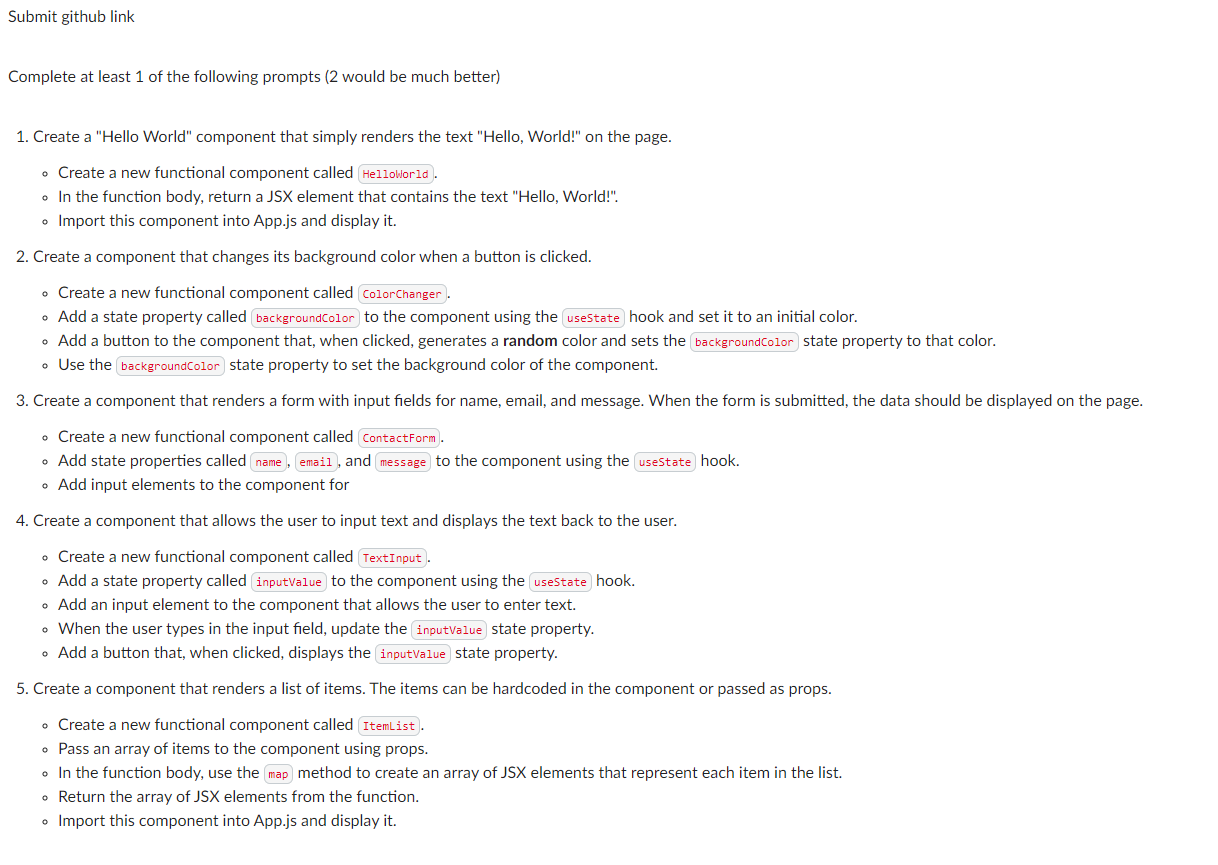 Submit github link
Complete at least 1 of the following prompts (2 would be much better)
1. Create a "Hello World" component that simply renders the text "Hello, World!" on the page.
Create a new functional component called HelloWorld.
In the function body, return a JSX element that contains the text "Hello, World!".
Import this component into App.js and display it.
2. Create a component that changes its background color when a button is clicked.
Create a new functional component called ColorChanger.
Add a state property called backgroundColor to the component using the useState hook and set it to an initial color.
Add a button to the component that, when clicked, generates a random color and sets the backgroundColor state property to that color.
Use the backgroundColor state property to set the background color of the component.
3. Create a component that renders a form with input fields for name, email, and message. When the form is submitted, the data should be displayed on the page.
Create a new functional component called ContactForm.
Add state properties called name, email, and message to the component using the useState hook.
Add input elements to the component for
4. Create a component that allows the user to input text and displays the text back to the user.
Create a new functional component called TextInput.
Add a state property called inputValue to the component using the useState hook.
Add an input element to the component that allows the user to enter text.
When the user types in the input field, update the inputValue state property.
Add a button that, when clicked, displays the inputValue state property.
5. Create a component that renders a list of items. The items can be hardcoded in the component or passed as props.
Create a new functional component called ItemList.
Pass an array of items to the component using props.
In the function body, use the map method to create an array of JSX elements that represent each item in the list.
Return the array of JSX elements from the function.
Import this component into App.js and display it.